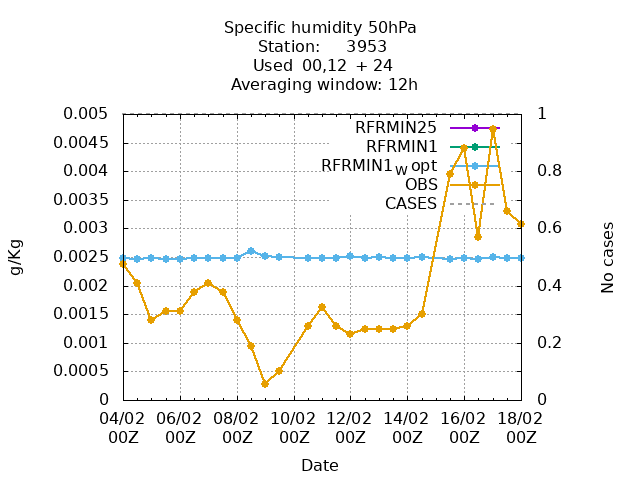 Specific humidity 50hPa
Station: 3953
Used 00,12 + 24
Averaging window: 12h
0.005
0.0045
0.004
0.0035
0.003
0.0025
0.002
0.0015
0.001
0.0005
0
1
0.8
0.6
0.4
0.2
0
RFRMIN25
RFRMIN1
RFRMIN1w opt
OBS
CASES
g/Kg
No cases
04/02 06/02 08/02 10/02 12/02 14/02 16/02 18/02
00Z 00Z 00Z 00Z 00Z 00Z 00Z 00Z
Date